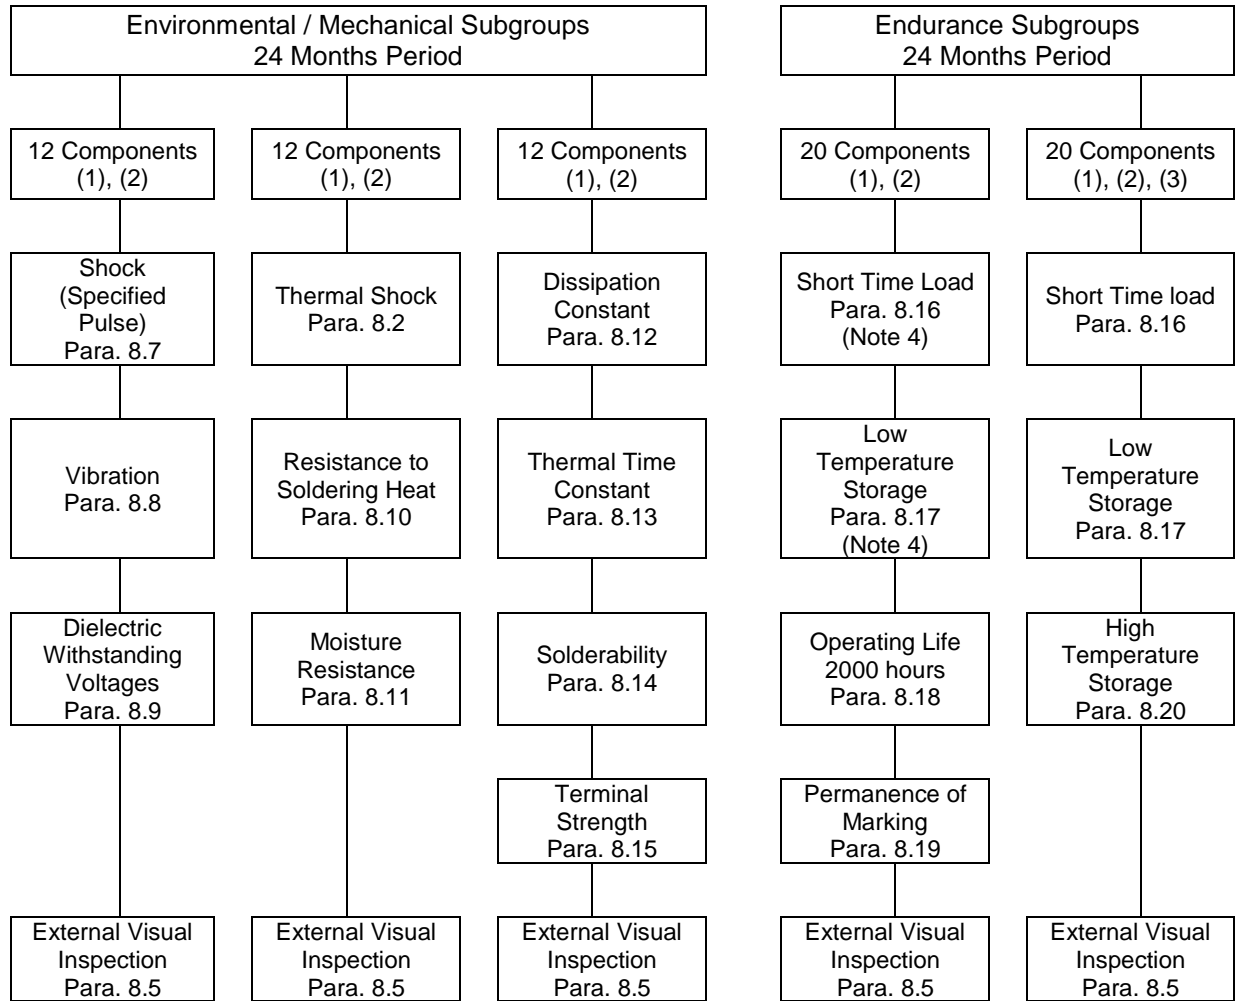 Environmental / Mechanical Subgroups
24 Months Period
Endurance Subgroups
24 Months Period
12 Components
(1), (2)
12 Components
(1), (2)
12 Components
(1), (2)
20 Components
(1), (2)
20 Components
(1), (2), (3)
Shock
(Specified
Pulse)
Para. 8.7
Thermal Shock
Para. 8.2
Dissipation
Constant
Para. 8.12
Short Time Load
Para. 8.16
(Note 4)
Short Time load
Para. 8.16
Vibration
Para. 8.8
Resistance to
Soldering Heat
Para. 8.10
Thermal Time
Constant
Para. 8.13
Low
Temperature
Storage
Para. 8.17
(Note 4)
Low
Temperature
Storage
Para. 8.17
Dielectric
Withstanding
Voltages
Para. 8.9
Moisture
Resistance
Para. 8.11
Solderability
Para. 8.14
Operating Life
2000 hours
Para. 8.18
High
Temperature
Storage
Para. 8.20
Terminal
Strength
Para. 8.15
Permanence of
Marking
Para. 8.19
External Visual
Inspection
Para. 8.5
External Visual
Inspection
Para. 8.5
External Visual
Inspection
Para. 8.5
External Visual
Inspection
Para. 8.5
External Visual
Inspection
Para. 8.5